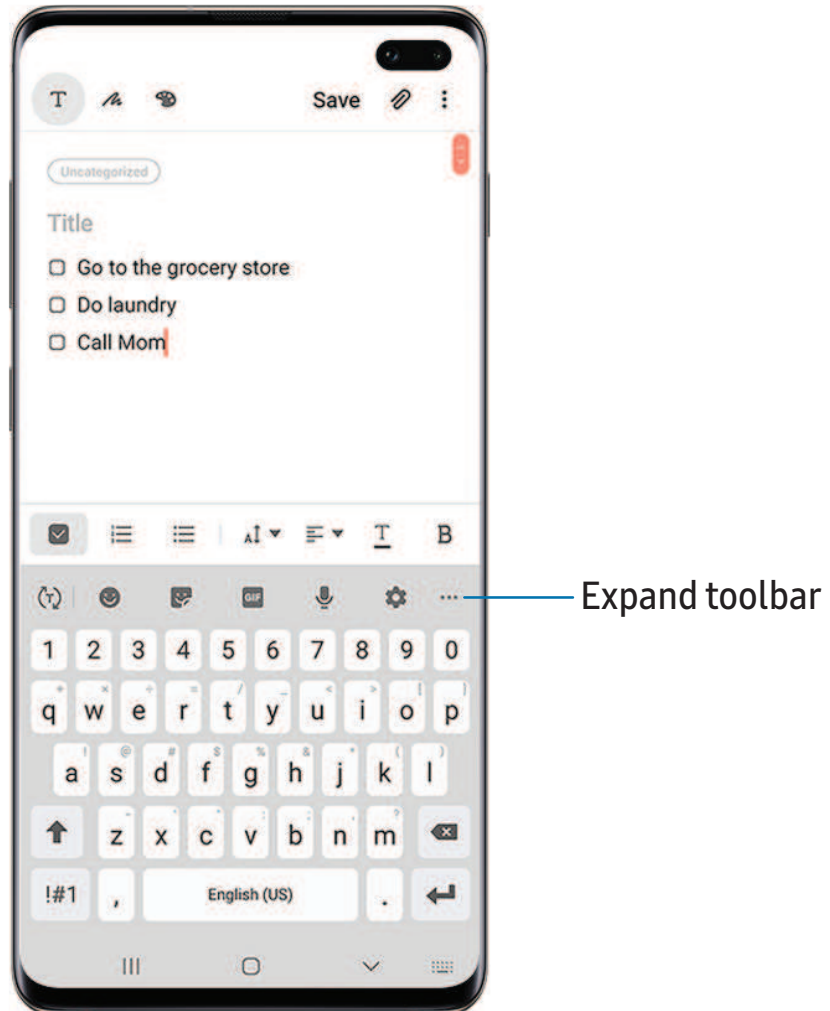 T Save
Uncategorized
Title
Go to the grocery store
Do laundry
Call Mom
A T B
T GIF
Expand toolbar
1 2 3 4 5 6 7 8 9 0
+ × ÷ = / _ < > [ ]
q w e r t y u i o p
! @ # $ % & * ( )
a s d f g h j k l
- ' " : ; , ?
z x c v b n m
!#1 , English (US) .